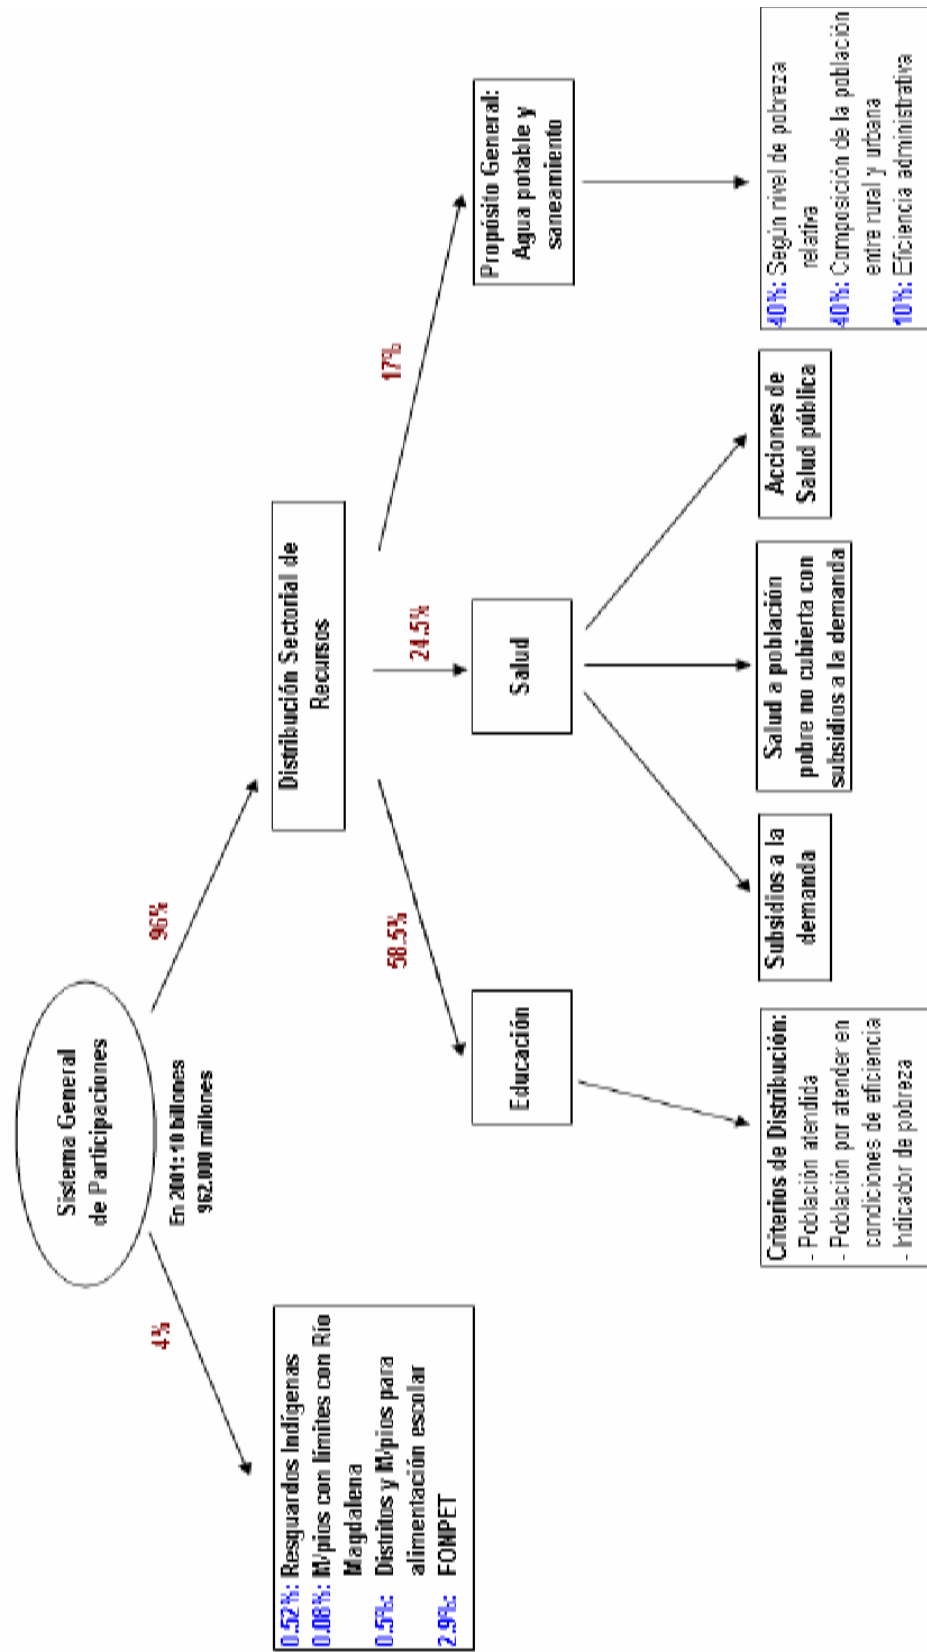 Sistema General
de Participaciones
En 2001: 10 billones
962.000 millones
4%
96%
0.52%: Resguardos Indígenas
0.08%: M/pios con límites con Río
Magdalena
0.5%: Distritos y M/pios para
alimentación escolar
2.9%: FONPET
Distribución Sectorial de
Recursos
58.5%
24.5%
17%
Educación
Salud
Propósito General:
Agua potable y
saneamiento
Criterios de Distribución:
- Población atendida
- Población por atender en
condiciones de eficiencia
- Indicador de pobreza
Subsidios a la
demanda
Salud a población
pobre no cubierta con
subsidios a la demanda
Acciones de
Salud pública
40%: Según nivel de pobreza
relativa
40%: Composición de la población
entre rural y urbana
10%: Eficiencia administrativa